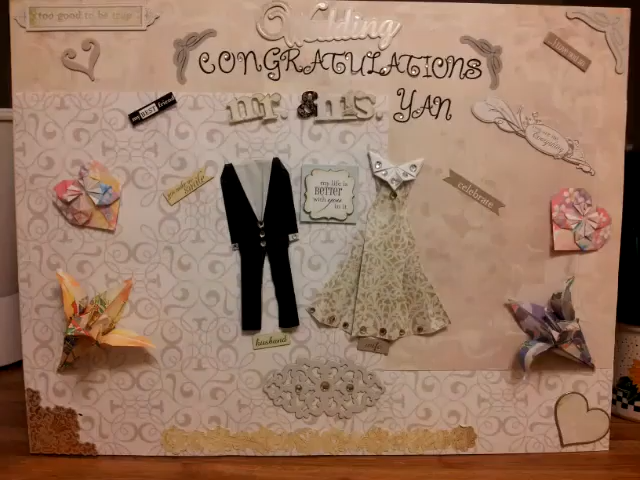 too good to be true
Wedding
CONGRATULATIONS
mr. & mrs. YAN
my BEST friend
smile
my life is
BETTER
with you
in it
celebrate
husband